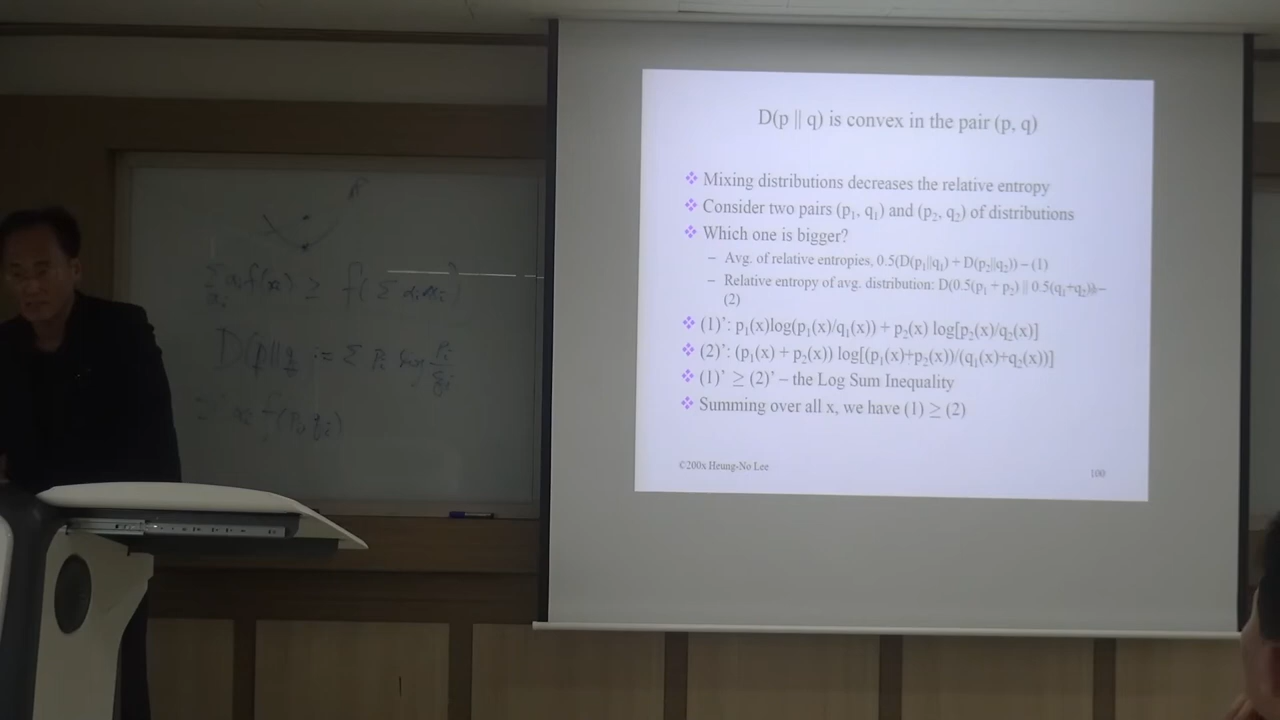 D(p || q) is convex in the pair (p, q)
❖ Mixing distributions decreases the relative entropy
❖ Consider two pairs (p₁, q₁) and (p₂, q₂) of distributions
❖ Which one is bigger?
– Avg. of relative entropies, 0.5(D(p₁||q₁) + D(p₂||q₂)) – (1)
– Relative entropy of avg. distribution: D(0.5(p₁ + p₂) || 0.5(q₁+q₂)) –
(2)
❖ (1)’: p₁(x)log(p₁(x)/q₁(x)) + p₂(x) log[p₂(x)/q₂(x)]
❖ (2)’: (p₁(x) + p₂(x)) log[(p₁(x)+p₂(x))/(q₁(x)+q₂(x))]
❖ (1)’ ≥ (2)’ – the Log Sum Inequality
❖ Summing over all x, we have (1) ≥ (2)
©200x Heung-No Lee
100
≥ f(Σ
D(p||q := Σ pᵢ log pᵢ/qᵢ
f(pᵢ, qᵢ)